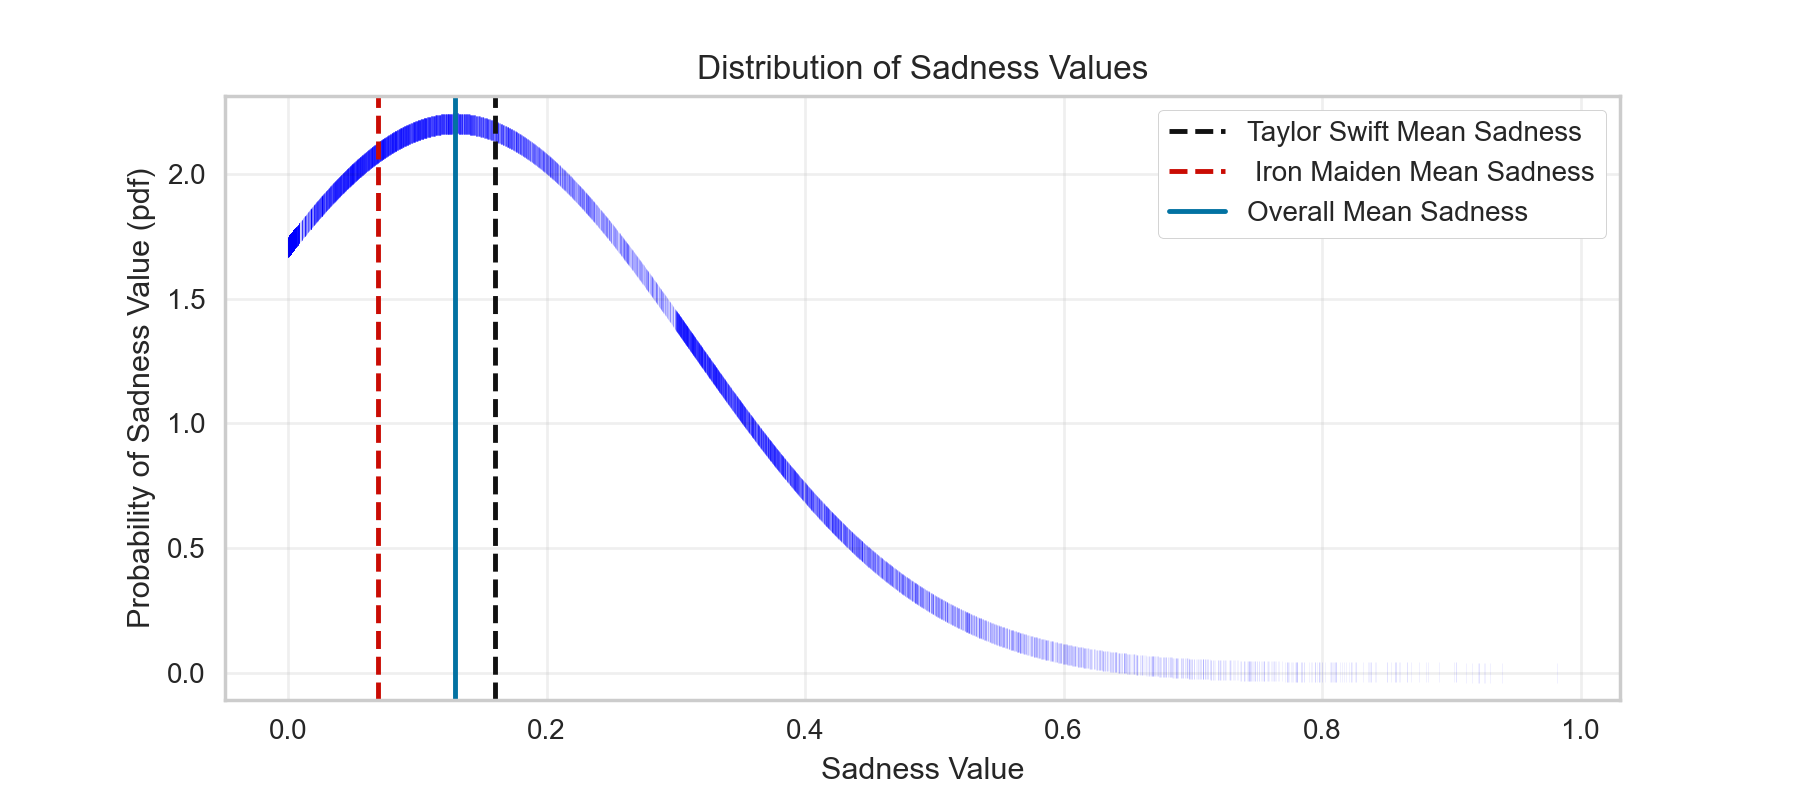 Distribution of Sadness Values
Taylor Swift Mean Sadness
Iron Maiden Mean Sadness
Overall Mean Sadness
Probability of Sadness Value (pdf)
2.0
1.5
1.0
0.5
0.0
0.0 0.2 0.4 0.6 0.8 1.0
Sadness Value